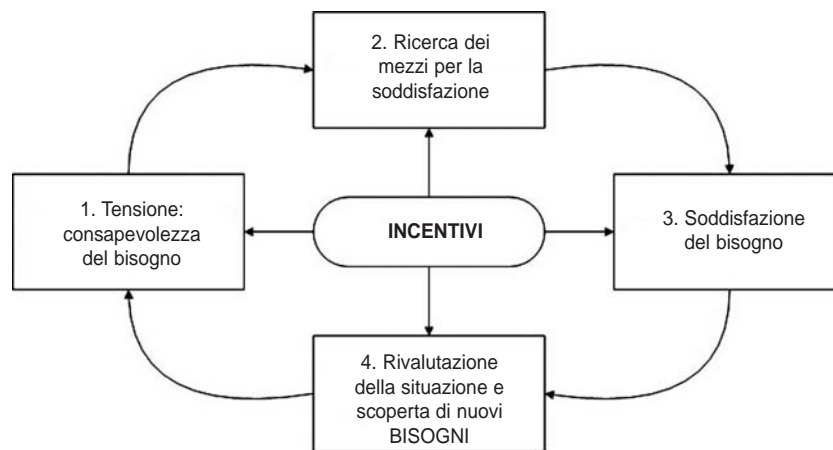 2. Ricerca dei
mezzi per la
soddisfazione
1. Tensione:
consapevolezza
del bisogno
INCENTIVI
3. Soddisfazione
del bisogno
4. Rivalutazione
della situazione e
scoperta di nuovi
BISOGNI